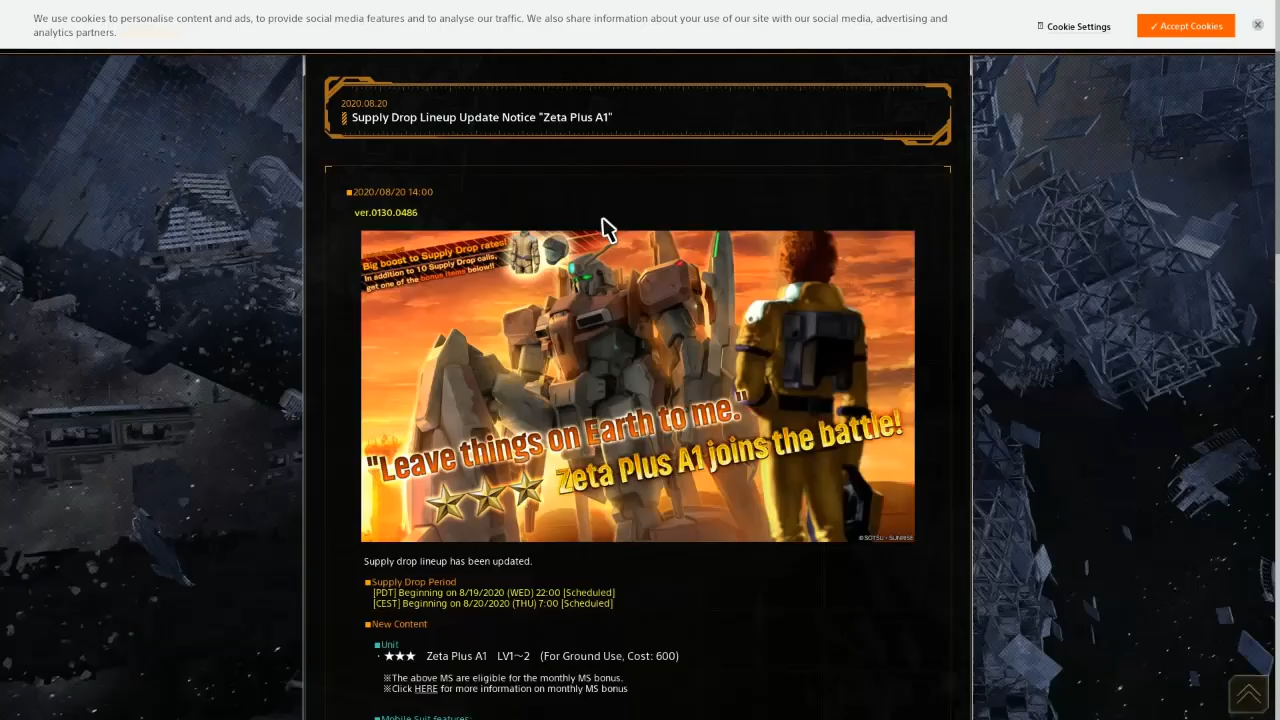 We use cookies to personalise content and ads, to provide social media features and to analyse our traffic. We also share information about your use of our site with our social media, advertising and
analytics partners.
Cookie Settings
✓ Accept Cookies
2020.08.20
Supply Drop Lineup Update Notice "Zeta Plus A1"
■2020/08/20 14:00
ver.0130.0486
Big boost to Supply Drop rates!
In addition to 10 Supply Drop calls,
get one of the bonus items below!!
"Leave things on Earth to me."
Zeta Plus A1 joins the battle!
©SOTSU・SUNRISE
Supply drop lineup has been updated.
■Supply Drop Period
[PDT] Beginning on 8/19/2020 (WED) 22:00 [Scheduled]
[CEST] Beginning on 8/20/2020 (THU) 7:00 [Scheduled]
■New Content
■Unit
・★★★ Zeta Plus A1 LV1～2 (For Ground Use, Cost: 600)
※The above MS are eligible for the monthly MS bonus.
※Click HERE for more information on monthly MS bonus
■Mobile Suit features: